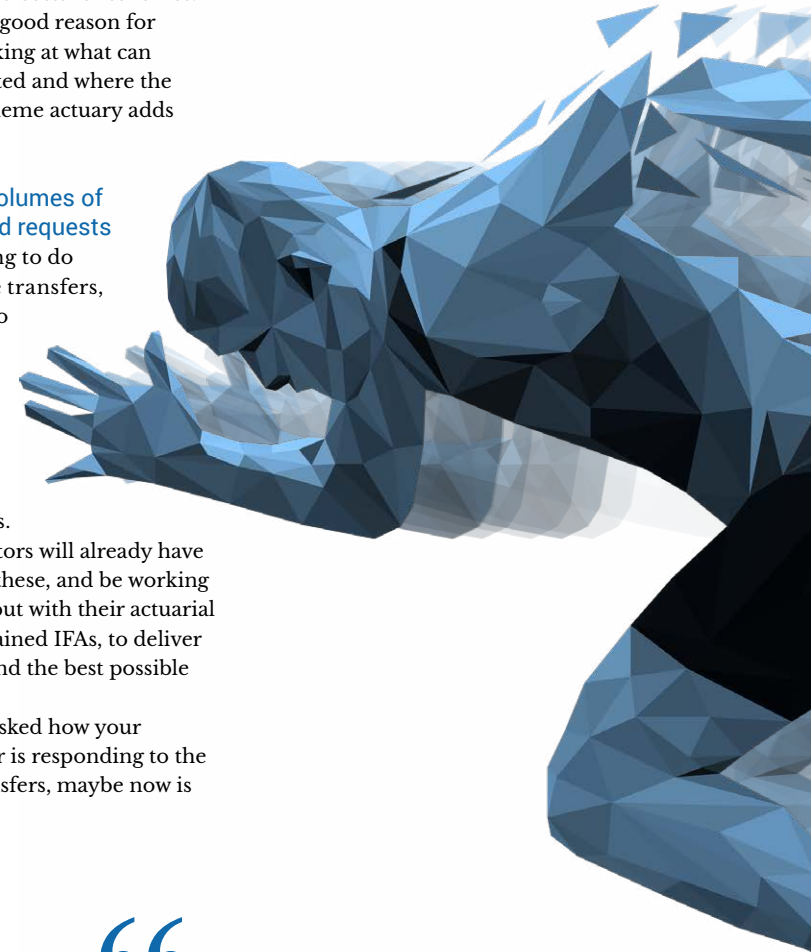 good reason for
king at what can
ted and where the
eme actuary adds
olumes of
d requests
ng to do
e transfers,
o
s.
tors will already have
these, and be working
out with their actuarial
ained IFAs, to deliver
nd the best possible
sked how your
r is responding to the
nsfers, maybe now is
“